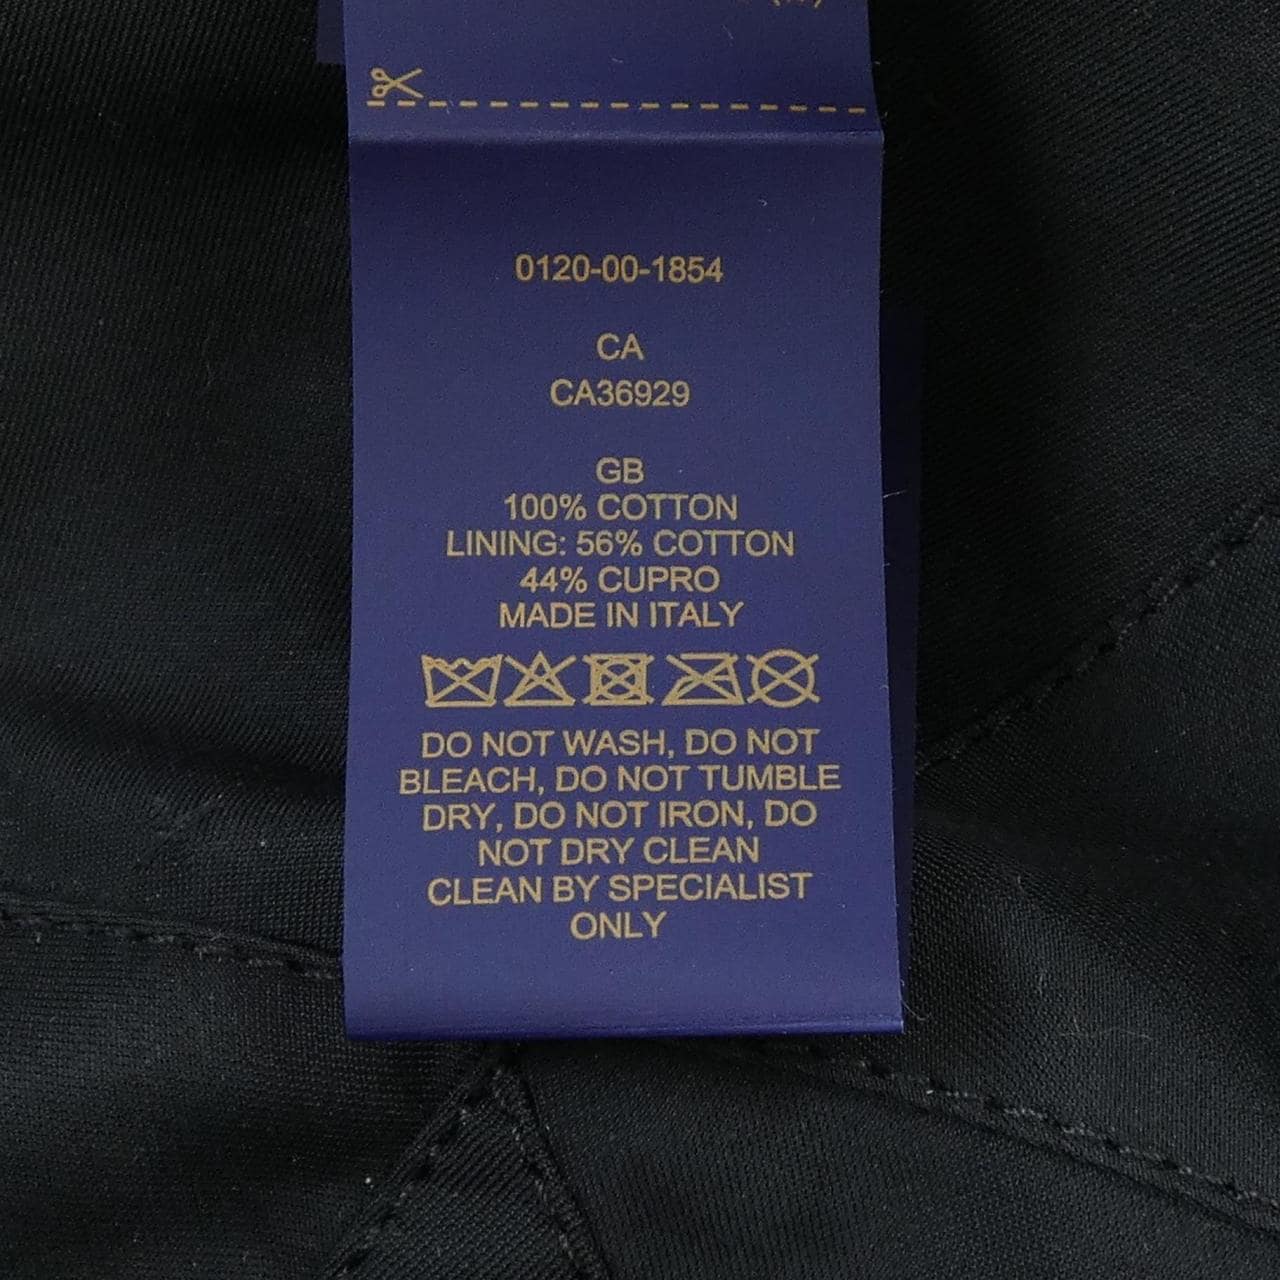 0120-00-1854
CA
CA36929
GB
100% COTTON
LINING: 56% COTTON
44% CUPRO
MADE IN ITALY
DO NOT WASH, DO NOT
BLEACH, DO NOT TUMBLE
DRY, DO NOT IRON, DO
NOT DRY CLEAN
CLEAN BY SPECIALIST
ONLY